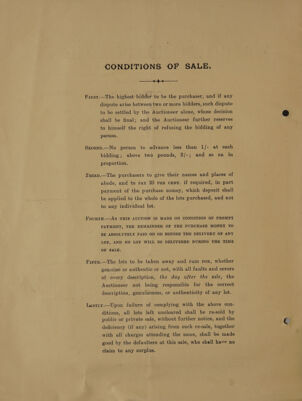 CONDITIONS OF SALE.
FIRST.—The highest bidder to be the purchaser, and if any
dispute arise between two or more bidders, such dispute
to be settled by the Auctioneer alone, whose decision
shall be final; and the Auctioneer further reserves
to himself the right of refusing the bidding of any
person.
SECOND.—No person to advance less than 1/- at each
bidding; above two pounds, 2/-; and so on in
proportion.
THIRD.—The purchasers to give their names and places of
abode, and to pay 25 PER CENT. if required, in part
payment of the purchase money, which deposit shall
be applied to the whole of the lots purchased, and not
to any individual lot.
FOURTH.—AS THIS AUCTION IS MADE ON CONDITION OF PROMPT
PAYMENT, THE REMAINDER OF THE PURCHASE MONEY TO
BE ABSOLUTELY PAID ON OR BEFORE THE DELIVERY OF ANY
LOT, AND NO LOT WILL BE DELIVERED DURING THE TIME
OF SALE.
FIFTH.—The lots to be taken away and PAID FOR, whether
genuine or authentic or not, with all faults and errors
of every description, the day after the sale, the
Auctioneer not being responsible for the correct
description, genuineness, or authenticity of any lot.
LASTLY.—Upon failure of complying with the above con-
ditions, all lots left uncleared shall be re-sold by
public or private sale, without further notice, and the
deficiency (if any) arising from such re-sale, together
with all charges attending the same, shall be made
good by the defaulters at this sale, who shall have no
claim to any surplus.